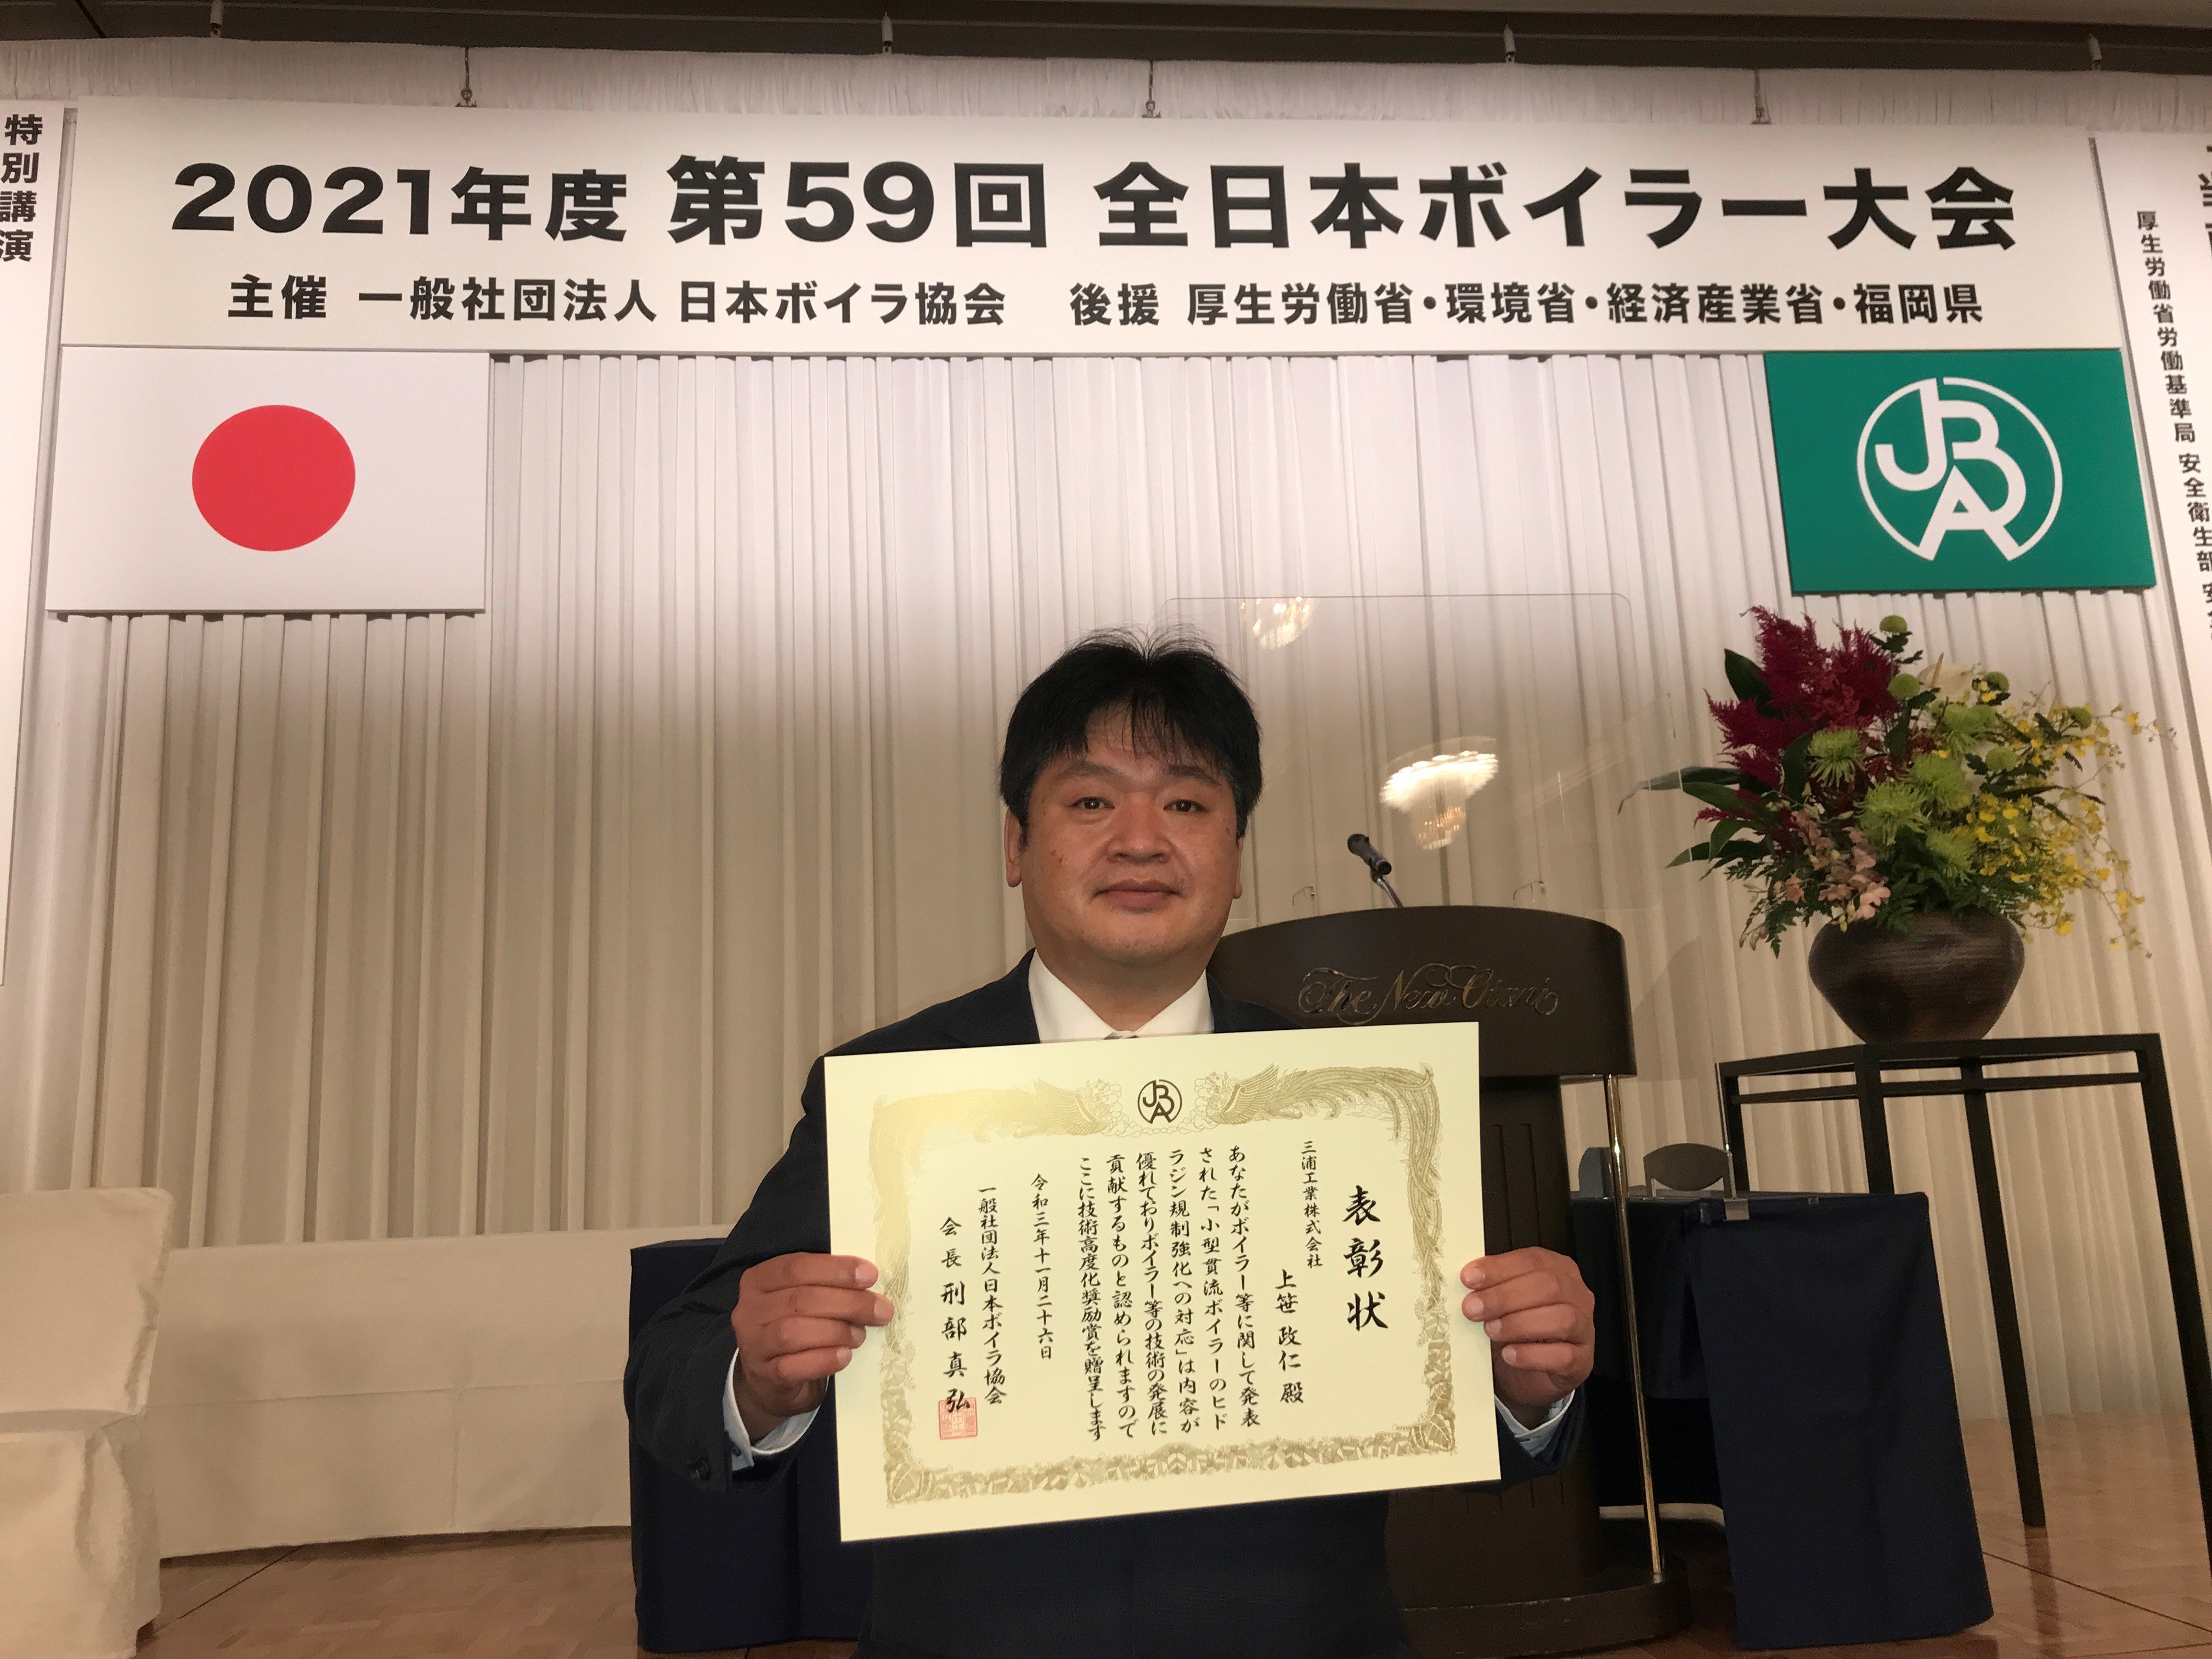 2021年度 第59回 全日本ボイラー大会
主催 一般社団法人 日本ボイラ協会 後援 厚生労働省・環境省・経済産業省・福岡県
特別講演
厚生労働省労働基準局 安全衛生部 安全
JBA
The New Otani
JBA
表彰状
三浦工業株式会社
上笹 政仁 殿
あなたがボイラー等に関して発表
された「小型貫流ボイラーのヒド
ラジン規制強化への対応」は内容が
優れておりボイラー等の技術の発展に
貢献するものと認められますので
ここに技術高度化奨励賞を贈呈します
令和三年十一月二十六日
一般社団法人日本ボイラ協会
会長 刑部真弘